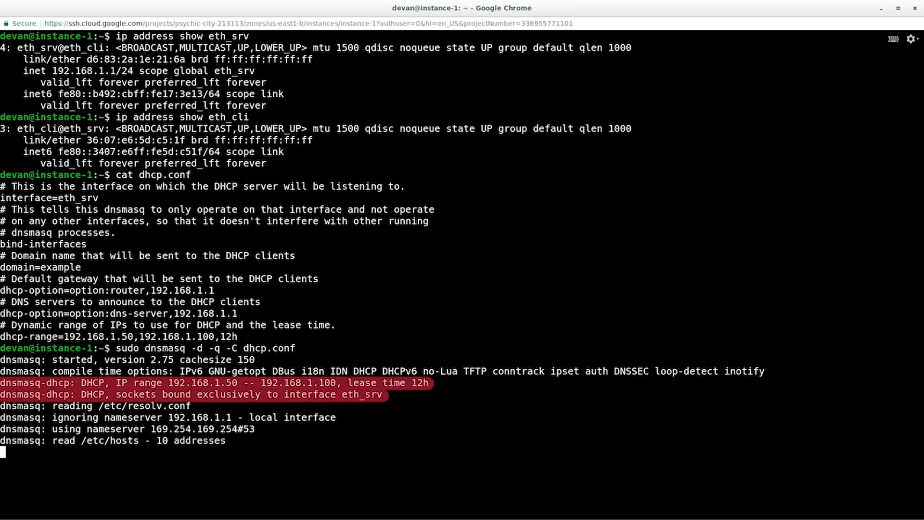 devan@instance-1: ~ - Google Chrome
Secure https://ssh.cloud.google.com/projects/psychic-city-213113/zones/us-east1-b/instances/instance-1?authuser=0&hl=en_US&projectNumber=336955771101
devan@instance-1:~$ ip address show eth_srv
4: eth_srv@eth_cli: <BROADCAST,MULTICAST,UP,LOWER_UP> mtu 1500 qdisc noqueue state UP group default qlen 1000
link/ether d6:83:2a:1e:21:6a brd ff:ff:ff:ff:ff:ff
inet 192.168.1.1/24 scope global eth_srv
valid_lft forever preferred_lft forever
inet6 fe80::b492:cbff:fe17:3e13/64 scope link
valid_lft forever preferred_lft forever
devan@instance-1:~$ ip address show eth_cli
3: eth_cli@eth_srv: <BROADCAST,MULTICAST,UP,LOWER_UP> mtu 1500 qdisc noqueue state UP group default qlen 1000
link/ether 36:07:e6:5d:c5:1f brd ff:ff:ff:ff:ff:ff
inet6 fe80::3407:e6ff:fe5d:c51f/64 scope link
valid_lft forever preferred_lft forever
devan@instance-1:~$ cat dhcp.conf
# This is the interface on which the DHCP server will be listening to.
interface=eth_srv
# This tells this dnsmasq to only operate on that interface and not operate
# on any other interfaces, so that it doesn't interfere with other running
# dnsmasq processes.
bind-interfaces
# Domain name that will be sent to the DHCP clients
domain=example
# Default gateway that will be sent to the DHCP clients
dhcp-option=option:router,192.168.1.1
# DNS servers to announce to the DHCP clients
dhcp-option=option:dns-server,192.168.1.1
# Dynamic range of IPs to use for DHCP and the lease time.
dhcp-range=192.168.1.50,192.168.1.100,12h
devan@instance-1:~$ sudo dnsmasq -d -q -C dhcp.conf
dnsmasq: started, version 2.75 cachesize 150
dnsmasq: compile time options: IPv6 GNU-getopt DBus i18n IDN DHCP DHCPv6 no-Lua TFTP conntrack ipset auth DNSSEC loop-detect inotify
dnsmasq-dhcp: DHCP, IP range 192.168.1.50 -- 192.168.1.100, lease time 12h
dnsmasq-dhcp: DHCP, sockets bound exclusively to interface eth_srv
dnsmasq: reading /etc/resolv.conf
dnsmasq: ignoring nameserver 192.168.1.1 - local interface
dnsmasq: using nameserver 169.254.169.254#53
dnsmasq: read /etc/hosts - 10 addresses